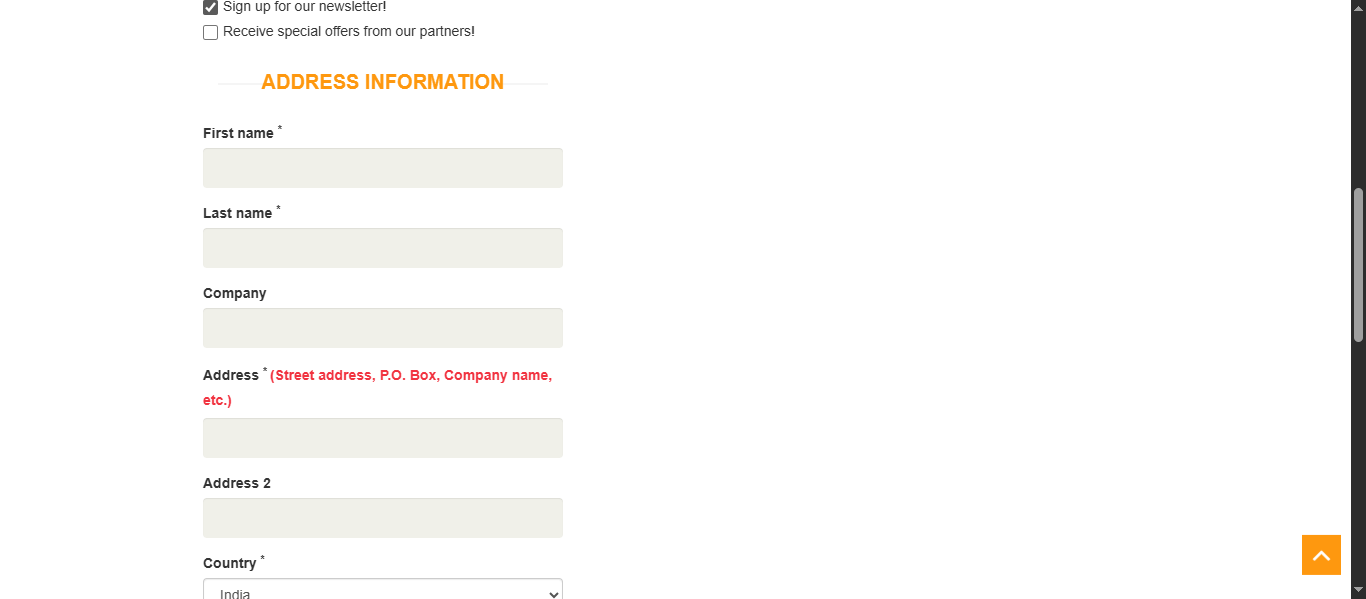 Sign up for our newsletter!
Receive special offers from our partners!
ADDRESS INFORMATION
First name *
Last name *
Company
Address * (Street address, P.O. Box, Company name,
etc.)
Address 2
Country *
India